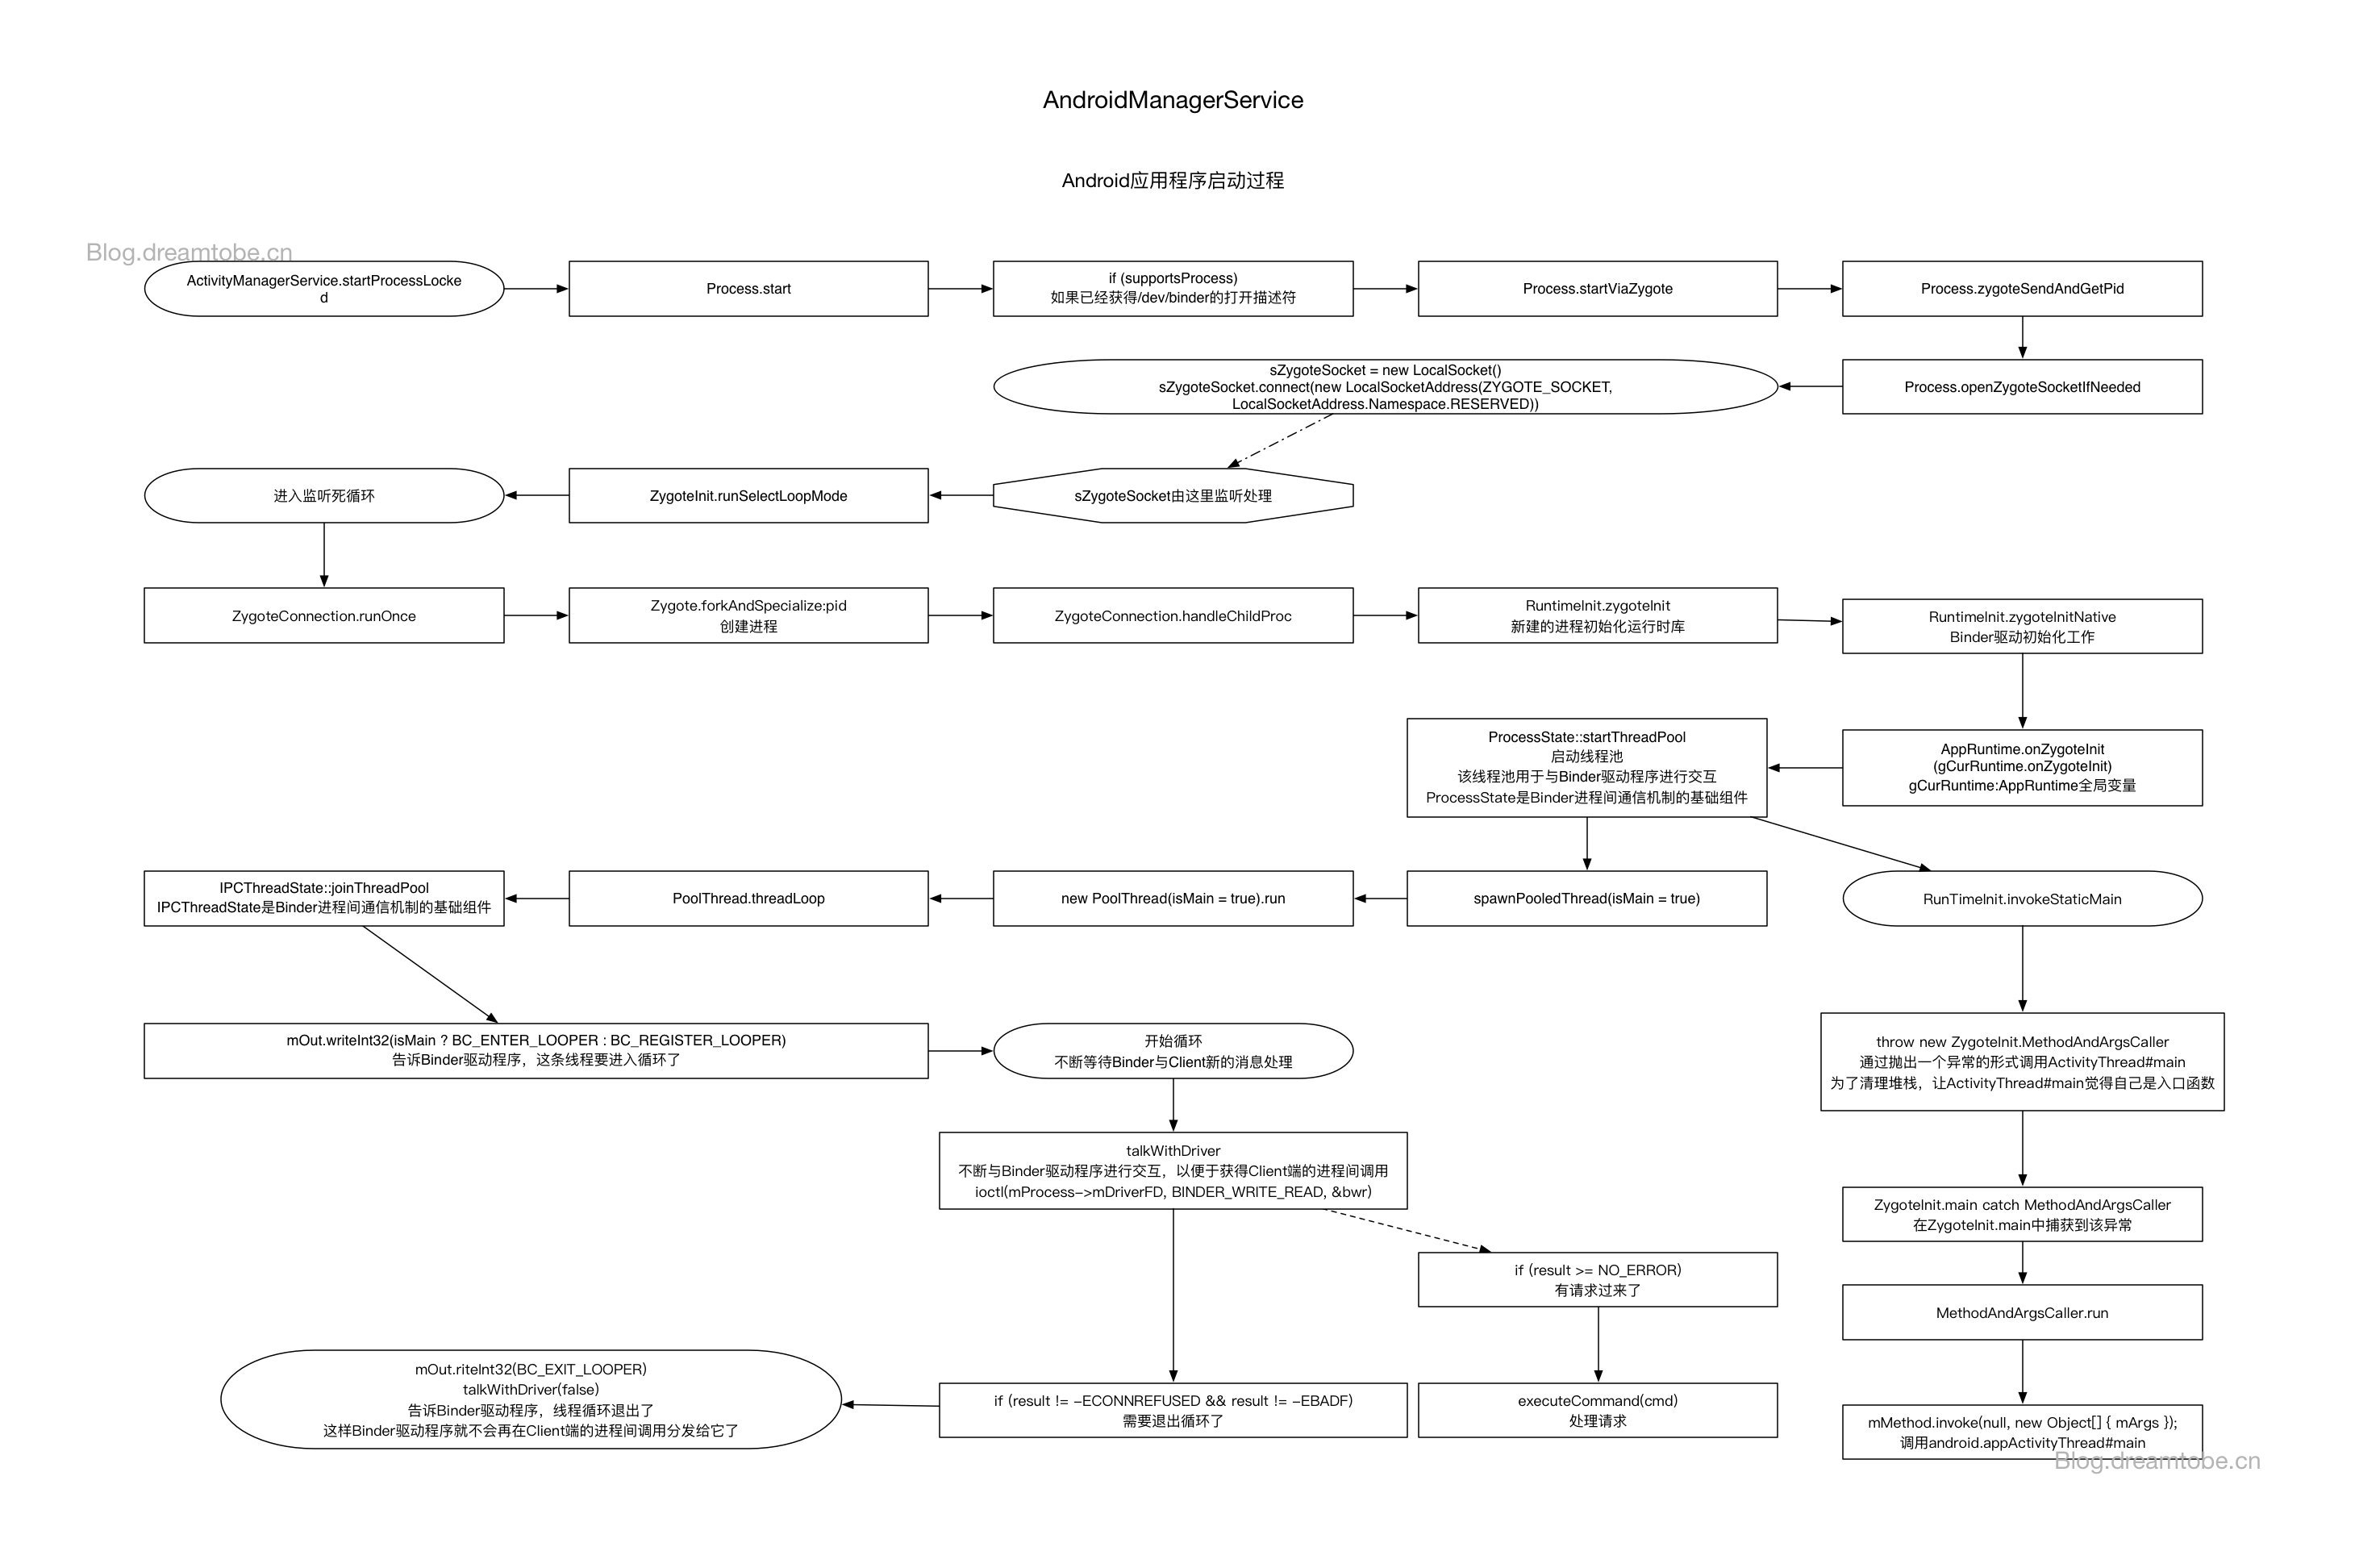 AndroidManagerService
Android应用程序启动过程
Blog.dreamtobe.cn
ActivityManagerService.startProcessLocke
d
Process.start
if (supportsProcess)
如果已经获得/dev/binder的打开描述符
Process.startViaZygote
Process.zygoteSendAndGetPid
sZygoteSocket = new LocalSocket()
sZygoteSocket.connect(new LocalSocketAddress(ZYGOTE_SOCKET,
LocalSocketAddress.Namespace.RESERVED))
Process.openZygoteSocketIfNeeded
进入监听死循环
ZygoteInit.runSelectLoopMode
sZygoteSocket由这里监听处理
ZygoteConnection.runOnce
Zygote.forkAndSpecialize:pid
创建进程
ZygoteConnection.handleChildProc
RuntimeInit.zygoteInit
新建的进程初始化运行时库
RuntimeInit.zygoteInitNative
Binder驱动初始化工作
ProcessState::startThreadPool
启动线程池
该线程池用于与Binder驱动程序进行交互
ProcessState是Binder进程间通信机制的基础组件
AppRuntime.onZygoteInit
(gCurRuntime.onZygoteInit)
gCurRuntime:AppRuntime全局变量
IPCThreadState::joinThreadPool
IPCThreadState是Binder进程间通信机制的基础组件
PoolThread.threadLoop
new PoolThread(isMain = true).run
spawnPooledThread(isMain = true)
RunTimeInit.invokeStaticMain
mOut.writeInt32(isMain ? BC_ENTER_LOOPER : BC_REGISTER_LOOPER)
告诉Binder驱动程序，这条线程要进入循环了
开始循环
不断等待Binder与Client新的消息处理
throw new ZygoteInit.MethodAndArgsCaller
通过抛出一个异常的形式调用ActivityThread#main
为了清理堆栈，让ActivityThread#main觉得自己是入口函数
talkWithDriver
不断与Binder驱动程序进行交互，以便于获得Client端的进程间调用
ioctl(mProcess->mDriverFD, BINDER_WRITE_READ, &bwr)
ZygoteInit.main catch MethodAndArgsCaller
在ZygoteInit.main中捕获到该异常
if (result >= NO_ERROR)
有请求过来了
MethodAndArgsCaller.run
mOut.riteInt32(BC_EXIT_LOOPER)
talkWithDriver(false)
告诉Binder驱动程序，线程循环退出了
这样Binder驱动程序就不会再在Client端的进程间调用分发给它了
if (result != -ECONNREFUSED && result != -EBADF)
需要退出循环了
executeCommand(cmd)
处理请求
mMethod.invoke(null, new Object[] { mArgs });
调用android.appActivityThread#main
Blog.dreamtobe.cn